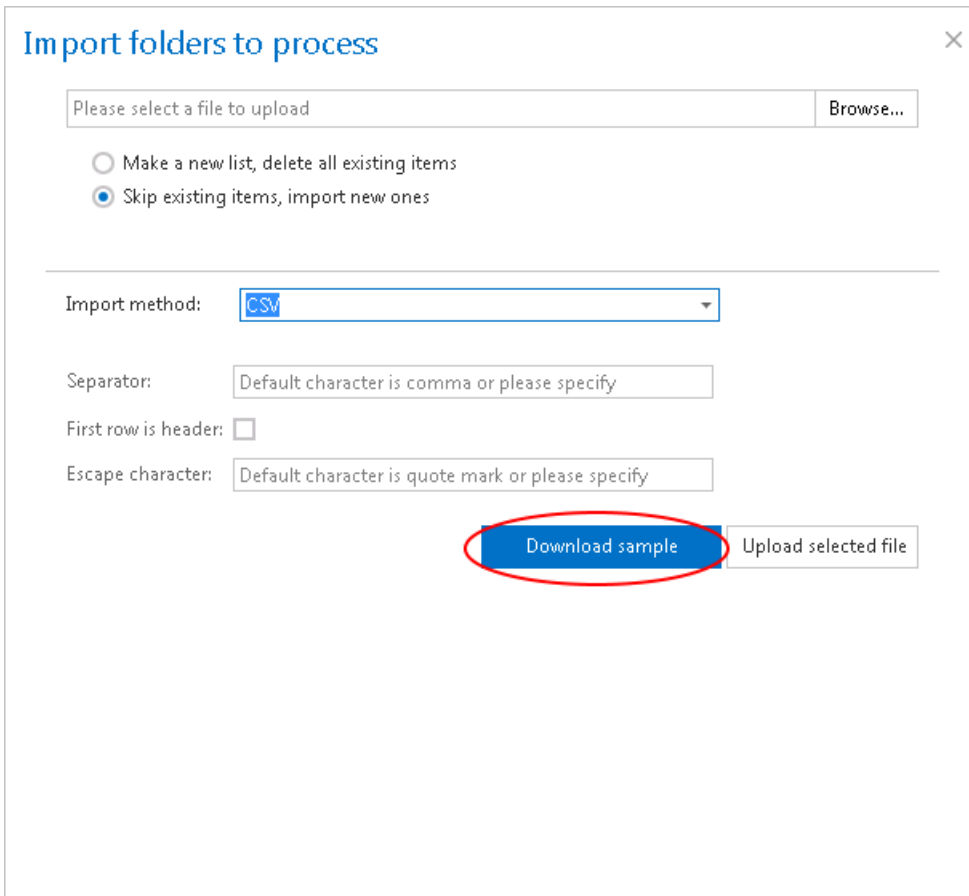 Import folders to process
Please select a file to upload Browse...
Make a new list, delete all existing items
Skip existing items, import new ones
Import method: CSV
Separator: Default character is comma or please specify
First row is header:
Escape character: Default character is quote mark or please specify
Download sample Upload selected file